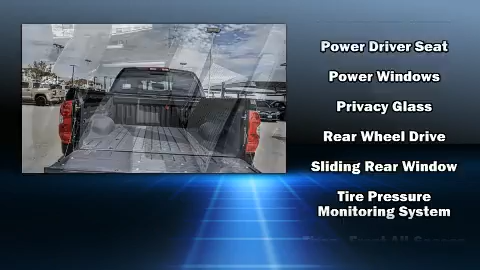 Power Driver Seat
Power Windows
Privacy Glass
Rear Wheel Drive
Sliding Rear Window
Tire Pressure
Monitoring System